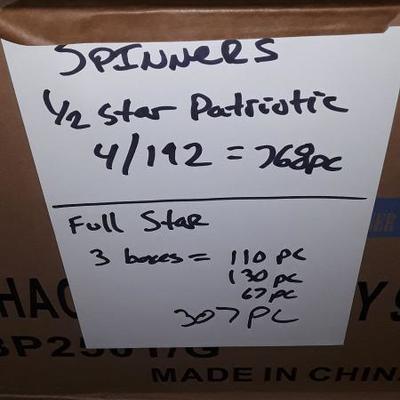 SPINNERS
1/2 Star Patriotic
4/192 = 768pc
Full Star
3 boxes = 110 pc
130 pc
67 pc
307 PC
MADE IN CHIN